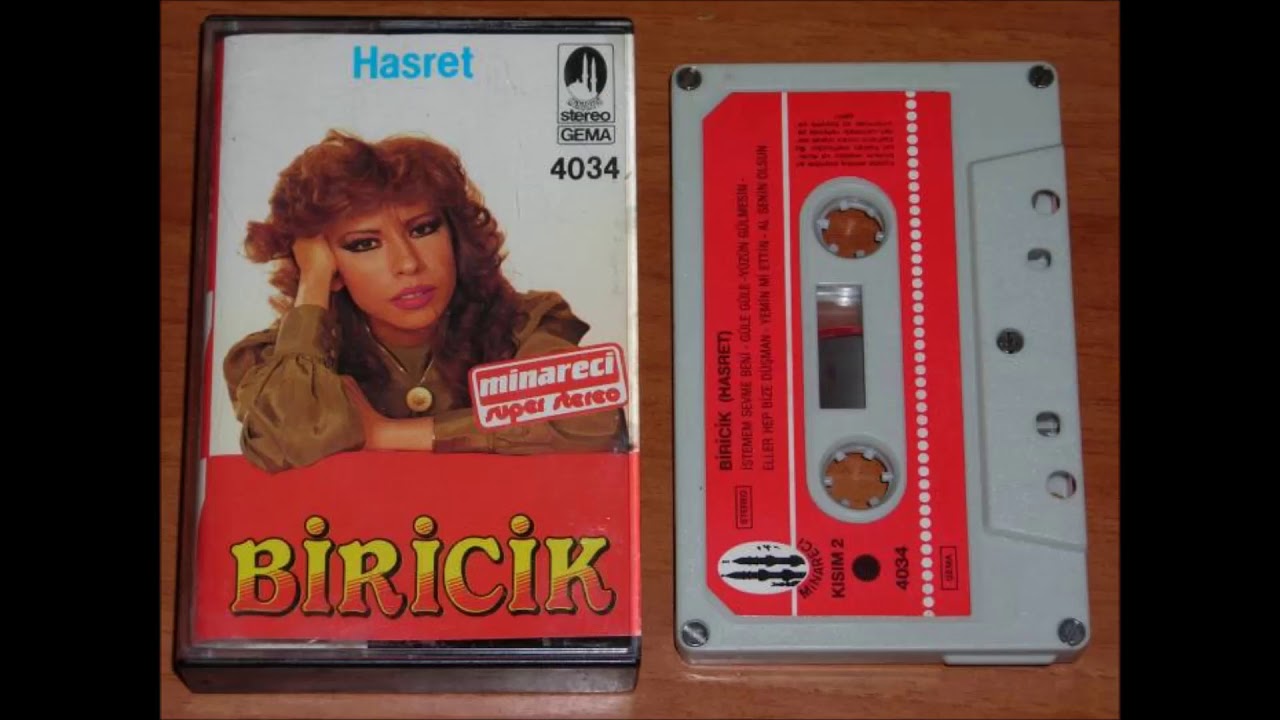 Hasret
stereo
GEMA
4034
minareci
super stereo
BİRİCİK
BİRİCİK (HASRET)
İSTEMEM SEVME BENİ - GÜLE GÜLE - YÜZÜN GÜLMESİN -
ELLER HEP BİZE DÜŞMAN - YEMİN Mİ ETTİN - AL SENİN OLSUN
STEREO
MİNARECİ
KISIM 2
4034
GEMA